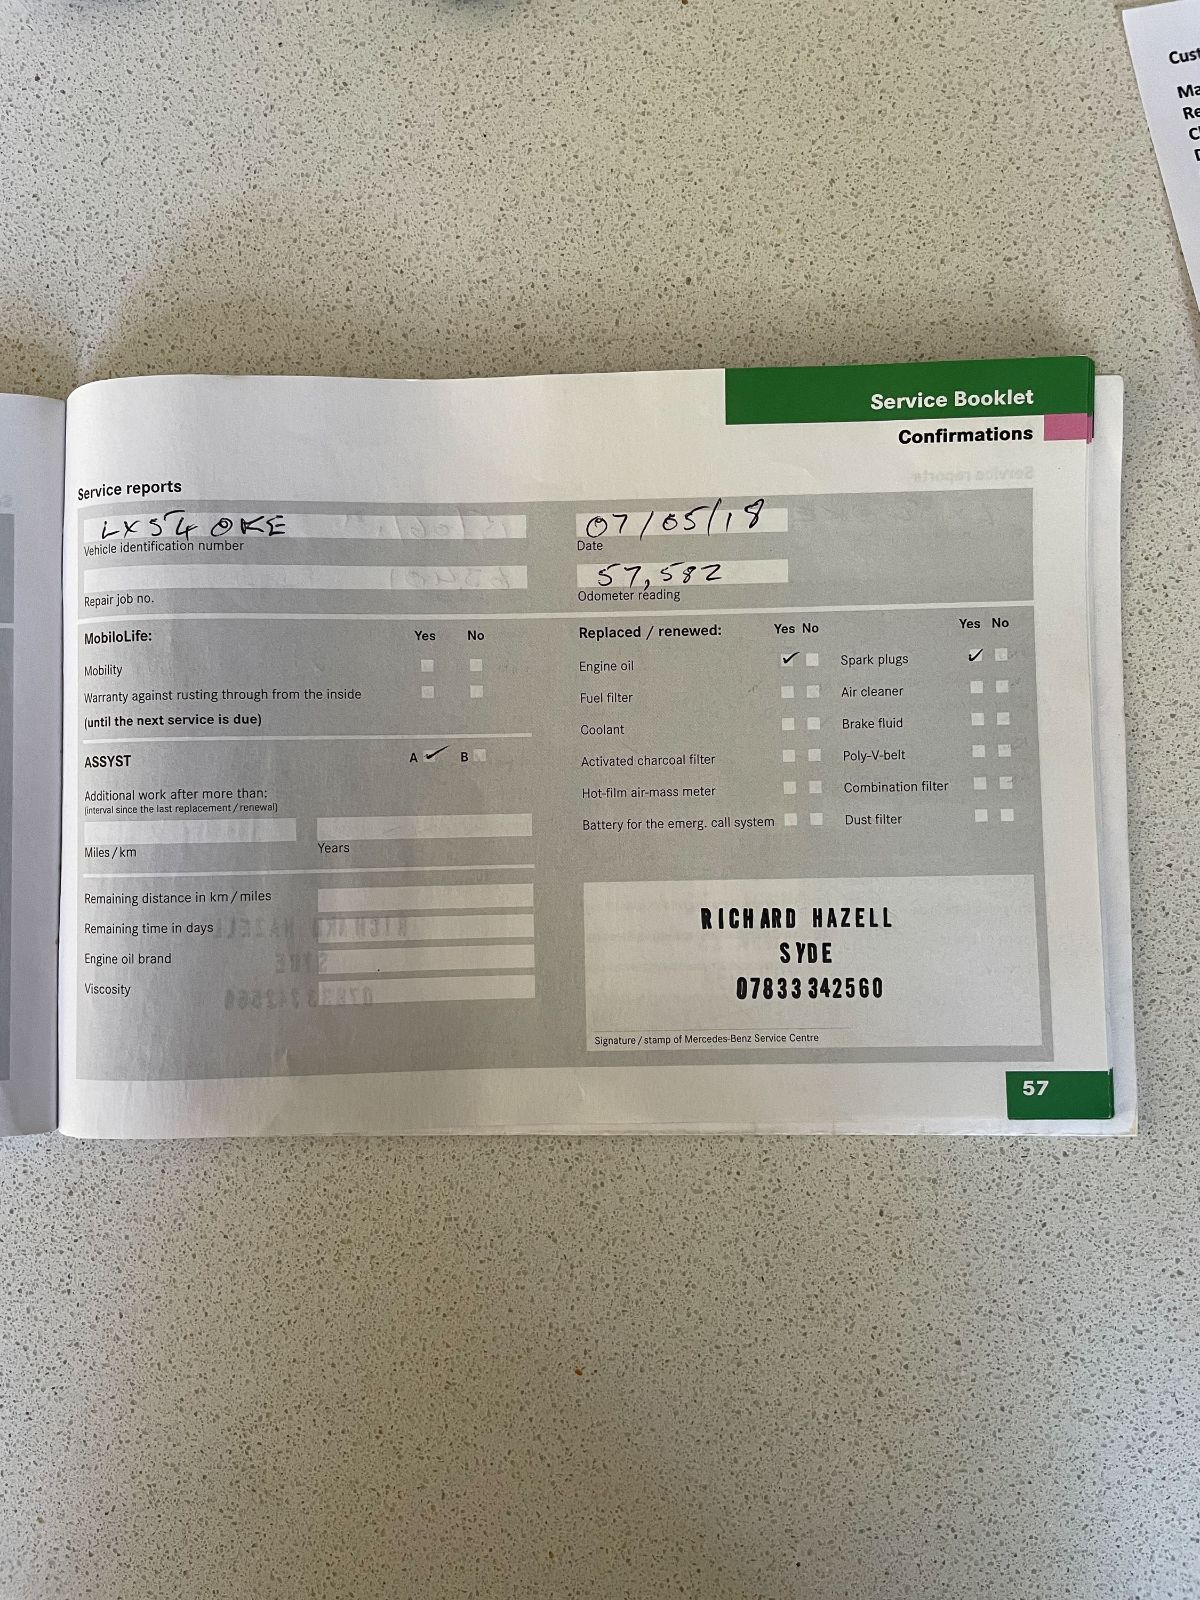 Cust
Ma
Re
Service Booklet
Confirmations
Service reports
LX54 OKE
Vehicle identification number
07/05/18
Date
Repair job no.
57,582
Odometer reading
MobiloLife: Yes No
Mobility
Warranty against rusting through from the inside
(until the next service is due)
ASSYST A ✓ B
Additional work after more than:
(interval since the last replacement / renewal)
Miles / km Years
Remaining distance in km / miles
Remaining time in days
Engine oil brand
Viscosity
Replaced / renewed: Yes No Yes No
Engine oil ✓ Spark plugs ✓
Fuel filter Air cleaner
Coolant Brake fluid
Activated charcoal filter Poly-V-belt
Hot-film air-mass meter Combination filter
Battery for the emerg. call system Dust filter
RICHARD HAZELL
SYDE
07833 342560
Signature / stamp of Mercedes-Benz Service Centre
57